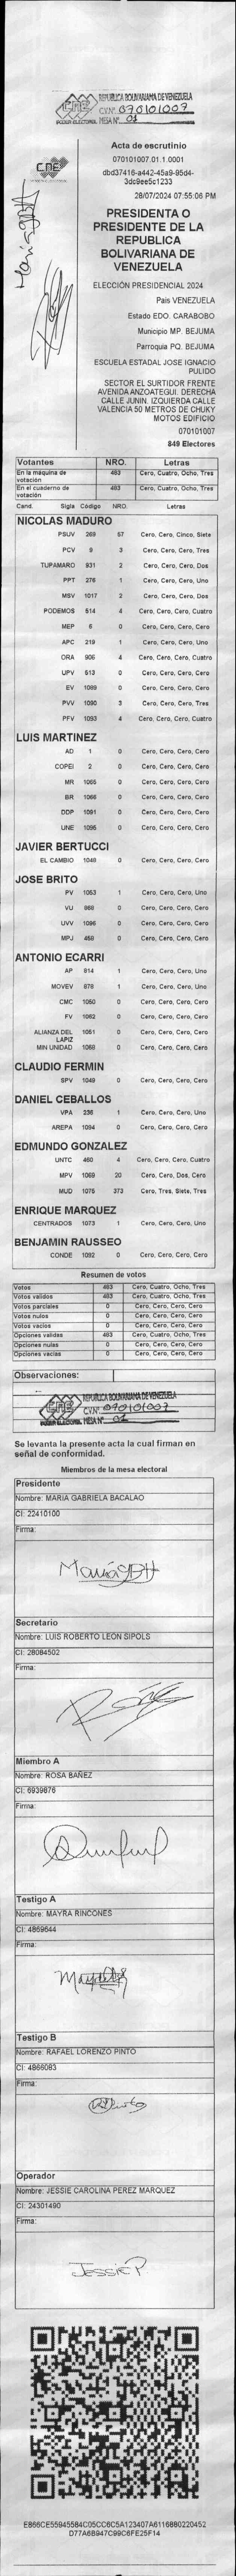 REPUBLICA BOLIVARIANA DE VENEZUELA
CNE
C.V.Nº 070101007
PODER ELECTORAL MESA Nº 01
Acta de escrutinio
070101007.01.1.0001
dbd37416-a442-45a9-95d4-
3dc9ee5c1233
28/07/2024 07:55:06 PM
PRESIDENTA O
PRESIDENTE DE LA
REPUBLICA
BOLIVARIANA DE
VENEZUELA
ELECCIÓN PRESIDENCIAL 2024
Pais VENEZUELA
Estado EDO. CARABOBO
Municipio MP. BEJUMA
Parroquia PQ. BEJUMA
ESCUELA ESTADAL JOSE IGNACIO
PULIDO
SECTOR EL SURTIDOR FRENTE
AVENIDA ANZOATEGUI. DERECHA
CALLE JUNIN. IZQUIERDA CALLE
VALENCIA 50 METROS DE CHUKY
MOTOS EDIFICIO
070101007
849 Electores
Votantes NRO. Letras
En la maquina de votación 483 Cero, Cuatro, Ocho, Tres
En el cuaderno de votación 483 Cero, Cuatro, Ocho, Tres
Cand. Sigla Código NRO. Letras
NICOLAS MADURO
PSUV 269 57 Cero, Cero, Cinco, Siete
PCV 9 3 Cero, Cero, Cero, Tres
TUPAMARO 931 2 Cero, Cero, Cero, Dos
PPT 276 1 Cero, Cero, Cero, Uno
MSV 1017 2 Cero, Cero, Cero, Dos
PODEMOS 514 4 Cero, Cero, Cero, Cuatro
MEP 6 0 Cero, Cero, Cero, Cero
APC 219 1 Cero, Cero, Cero, Uno
ORA 906 4 Cero, Cero, Cero, Cuatro
UPV 513 0 Cero, Cero, Cero, Cero
EV 1089 0 Cero, Cero, Cero, Cero
PVV 1090 3 Cero, Cero, Cero, Tres
PFV 1093 4 Cero, Cero, Cero, Cuatro
LUIS MARTINEZ
AD 1 0 Cero, Cero, Cero, Cero
COPEI 2 0 Cero, Cero, Cero, Cero
MR 1065 0 Cero, Cero, Cero, Cero
BR 1066 0 Cero, Cero, Cero, Cero
DDP 1091 0 Cero, Cero, Cero, Cero
UNE 1095 0 Cero, Cero, Cero, Cero
JAVIER BERTUCCI
EL CAMBIO 1048 0 Cero, Cero, Cero, Cero
JOSE BRITO
PV 1053 1 Cero, Cero, Cero, Uno
VU 868 0 Cero, Cero, Cero, Cero
UVV 1096 0 Cero, Cero, Cero, Cero
MPJ 458 0 Cero, Cero, Cero, Cero
ANTONIO ECARRI
AP 814 1 Cero, Cero, Cero, Uno
MOVEV 878 1 Cero, Cero, Cero, Uno
CMC 1050 0 Cero, Cero, Cero, Cero
FV 1062 0 Cero, Cero, Cero, Cero
ALIANZA DEL LAPIZ 1051 0 Cero, Cero, Cero, Cero
MIN UNIDAD 1068 0 Cero, Cero, Cero, Cero
CLAUDIO FERMIN
SPV 1049 0 Cero, Cero, Cero, Cero
DANIEL CEBALLOS
VPA 236 1 Cero, Cero, Cero, Uno
AREPA 1094 0 Cero, Cero, Cero, Cero
EDMUNDO GONZALEZ
UNTC 460 4 Cero, Cero, Cero, Cuatro
MPV 1069 20 Cero, Cero, Dos, Cero
MUD 1075 373 Cero, Tres, Siete, Tres
ENRIQUE MARQUEZ
CENTRADOS 1073 1 Cero, Cero, Cero, Uno
BENJAMIN RAUSSEO
CONDE 1092 0 Cero, Cero, Cero, Cero
Resumen de votos
Votos 483 Cero, Cuatro, Ocho, Tres
Votos validos 483 Cero, Cuatro, Ocho, Tres
Votos parciales 0 Cero, Cero, Cero, Cero
Votos nulos 0 Cero, Cero, Cero, Cero
Votos vacios 0 Cero, Cero, Cero, Cero
Opciones validas 483 Cero, Cuatro, Ocho, Tres
Opciones nulas 0 Cero, Cero, Cero, Cero
Opciones vacias 0 Cero, Cero, Cero, Cero
Observaciones:
REPUBLICA BOLIVARIANA DE VENEZUELA
CNE
C.V.Nº 070101007
PODER ELECTORAL MESA Nº 01
Se levanta la presente acta la cual firman en
señal de conformidad.
Miembros de la mesa electoral
Presidente
Nombre: MARIA GABRIELA BACALAO
CI: 22410100
Firma:
Secretario
Nombre: LUIS ROBERTO LEON SIPOLS
CI: 28084502
Firma:
Miembro A
Nombre: ROSA BAÑEZ
CI: 6939876
Firma:
Testigo A
Nombre: MAYRA RINCONES
CI: 4869644
Firma:
Testigo B
Nombre: RAFAEL LORENZO PINTO
CI: 4866083
Firma:
Operador
Nombre: JESSIE CAROLINA PEREZ MARQUEZ
CI: 24301490
Firma:
JESSIE P.
E866CE55945584C05CC6C5A123407A6116880220452
D77A6B947C99C6FE25F14